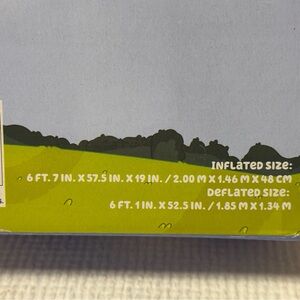 INFLATED SIZE:
6 FT. 7 IN. X 57.5 IN. X 19 IN. / 2.00 M X 1.46 M X 48 CM
DEFLATED SIZE:
6 FT. 1 IN. X 52.5 IN. / 1.85 M X 1.34 M